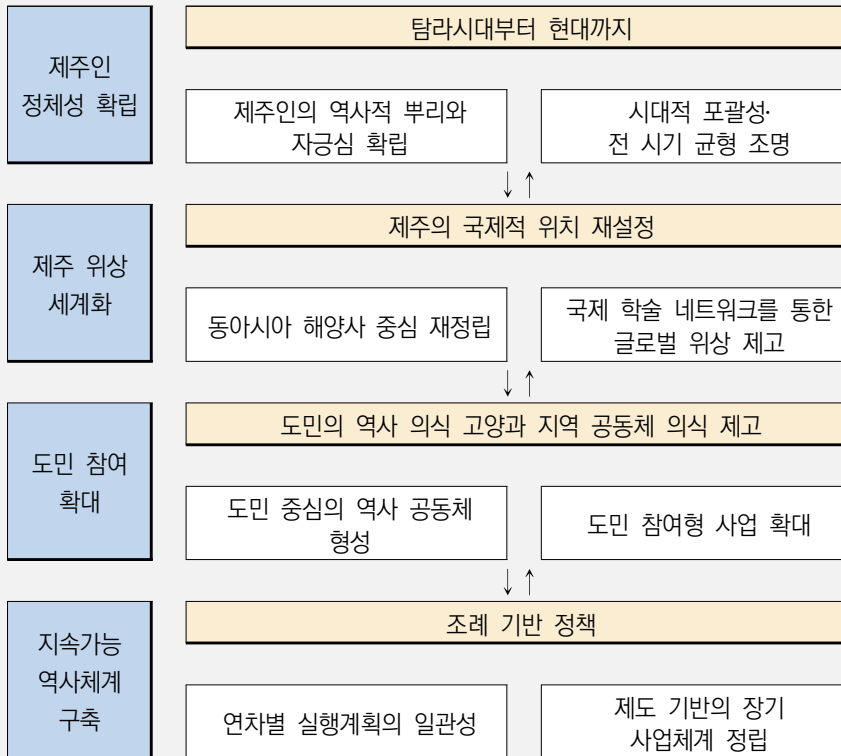 제주인
정체성 확립
탐라시대부터 현대까지
제주인의 역사적 뿌리와
자긍심 확립
시대적 포괄성·
전 시기 균형 조명
↓ ↑
제주 위상
세계화
제주의 국제적 위치 재설정
동아시아 해양사 중심 재정립
국제 학술 네트워크를 통한
글로벌 위상 제고
↓ ↑
도민 참여
확대
도민의 역사 의식 고양과 지역 공동체 의식 제고
도민 중심의 역사 공동체
형성
도민 참여형 사업 확대
↓ ↑
지속가능
역사체계
구축
조례 기반 정책
연차별 실행계획의 일관성
제도 기반의 장기
사업체계 정립